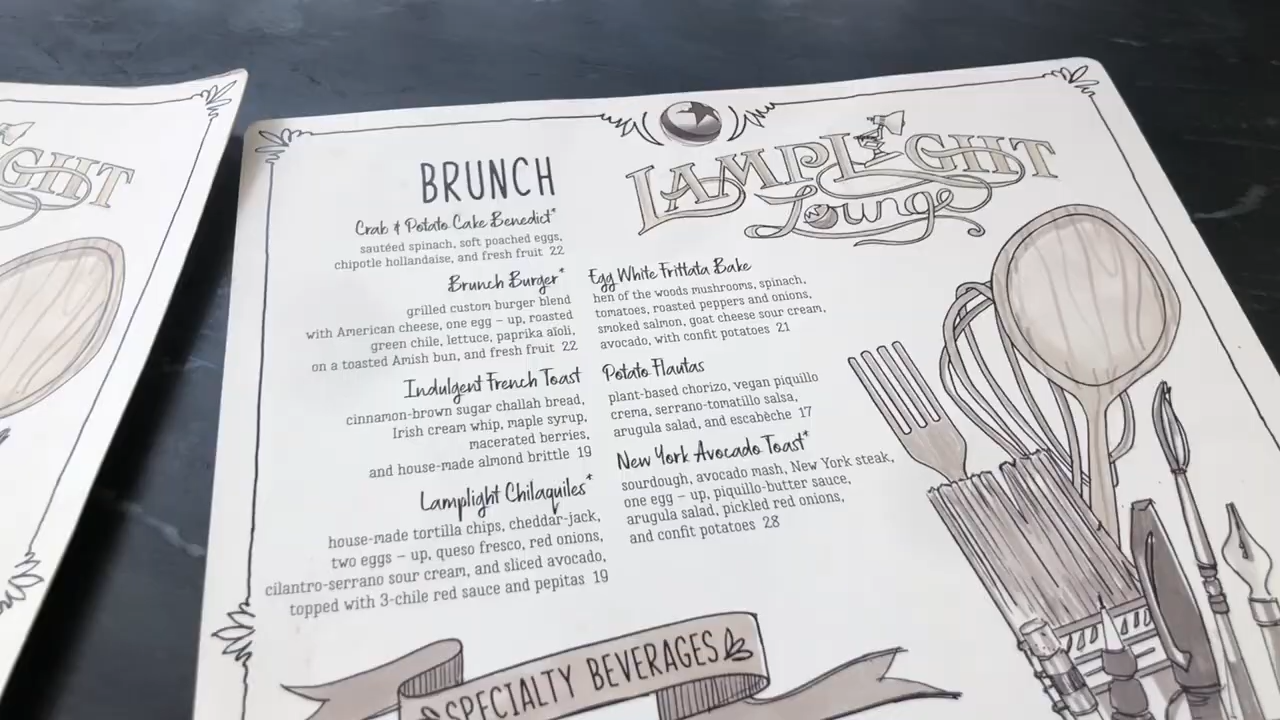 BRUNCH
Crab & Potato Cake Benedict*
sautéed spinach, soft poached eggs,
chipotle hollandaise, and fresh fruit 22
Brunch Burger*
grilled custom burger blend
with American cheese, one egg – up, roasted
green chile, lettuce, paprika aïoli,
on a toasted Amish bun, and fresh fruit 22
Indulgent French Toast
cinnamon-brown sugar challah bread,
Irish cream whip, maple syrup,
macerated berries,
and house-made almond brittle 19
Lamplight Chilaquiles*
house-made tortilla chips, cheddar-jack,
two eggs – up, queso fresco, red onions,
cilantro-serrano sour cream, and sliced avocado,
topped with 3-chile red sauce and pepitas 19
LAMPLIGHT
Lounge
Egg White Frittata Bake
hen of the woods mushrooms, spinach,
tomatoes, roasted peppers and onions,
smoked salmon, goat cheese sour cream,
avocado, with confit potatoes 21
Potato Flautas
plant-based chorizo, vegan piquillo
crema, serrano-tomatillo salsa,
arugula salad, and escabèche 17
New York Avocado Toast*
sourdough, avocado mash, New York steak,
one egg – up, piquillo-butter sauce,
arugula salad, pickled red onions,
and confit potatoes 28
SPECIALTY BEVERAGES